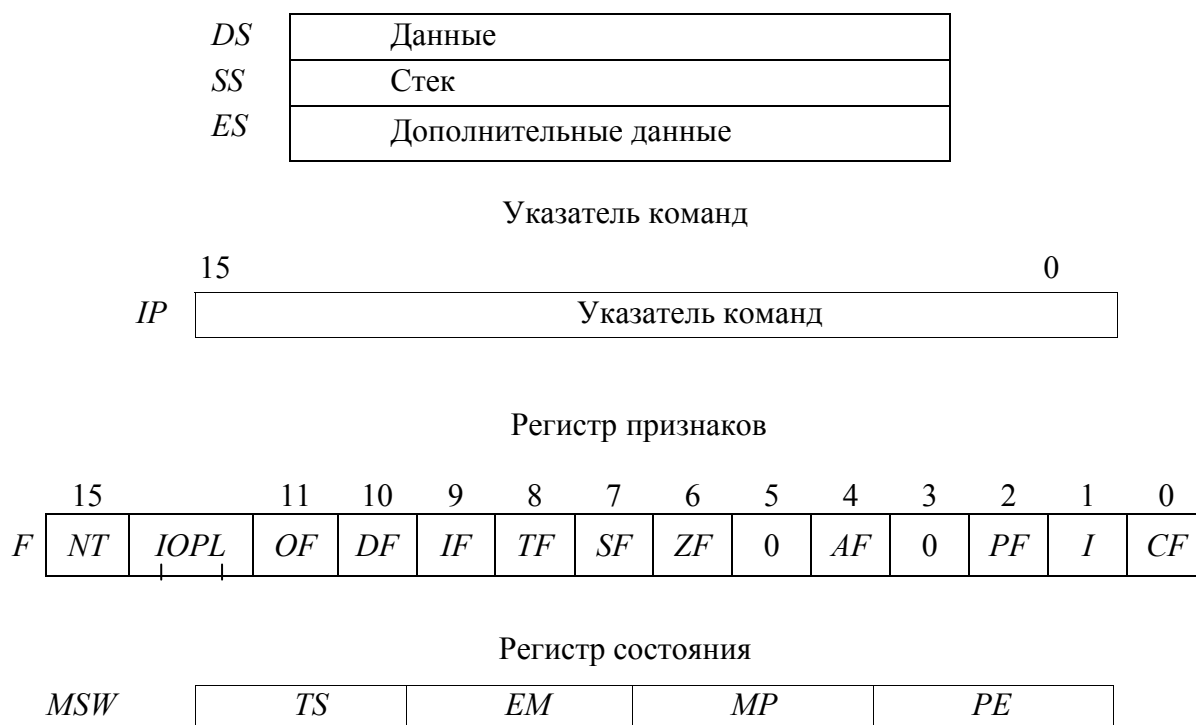 DS Данные
SS Стек
ES Дополнительные данные
Указатель команд
15 0
IP Указатель команд
Регистр признаков
15 11 10 9 8 7 6 5 4 3 2 1 0
F NT IOPL OF DF IF TF SF ZF 0 AF 0 PF I CF
Регистр состояния
MSW TS EM MP PE